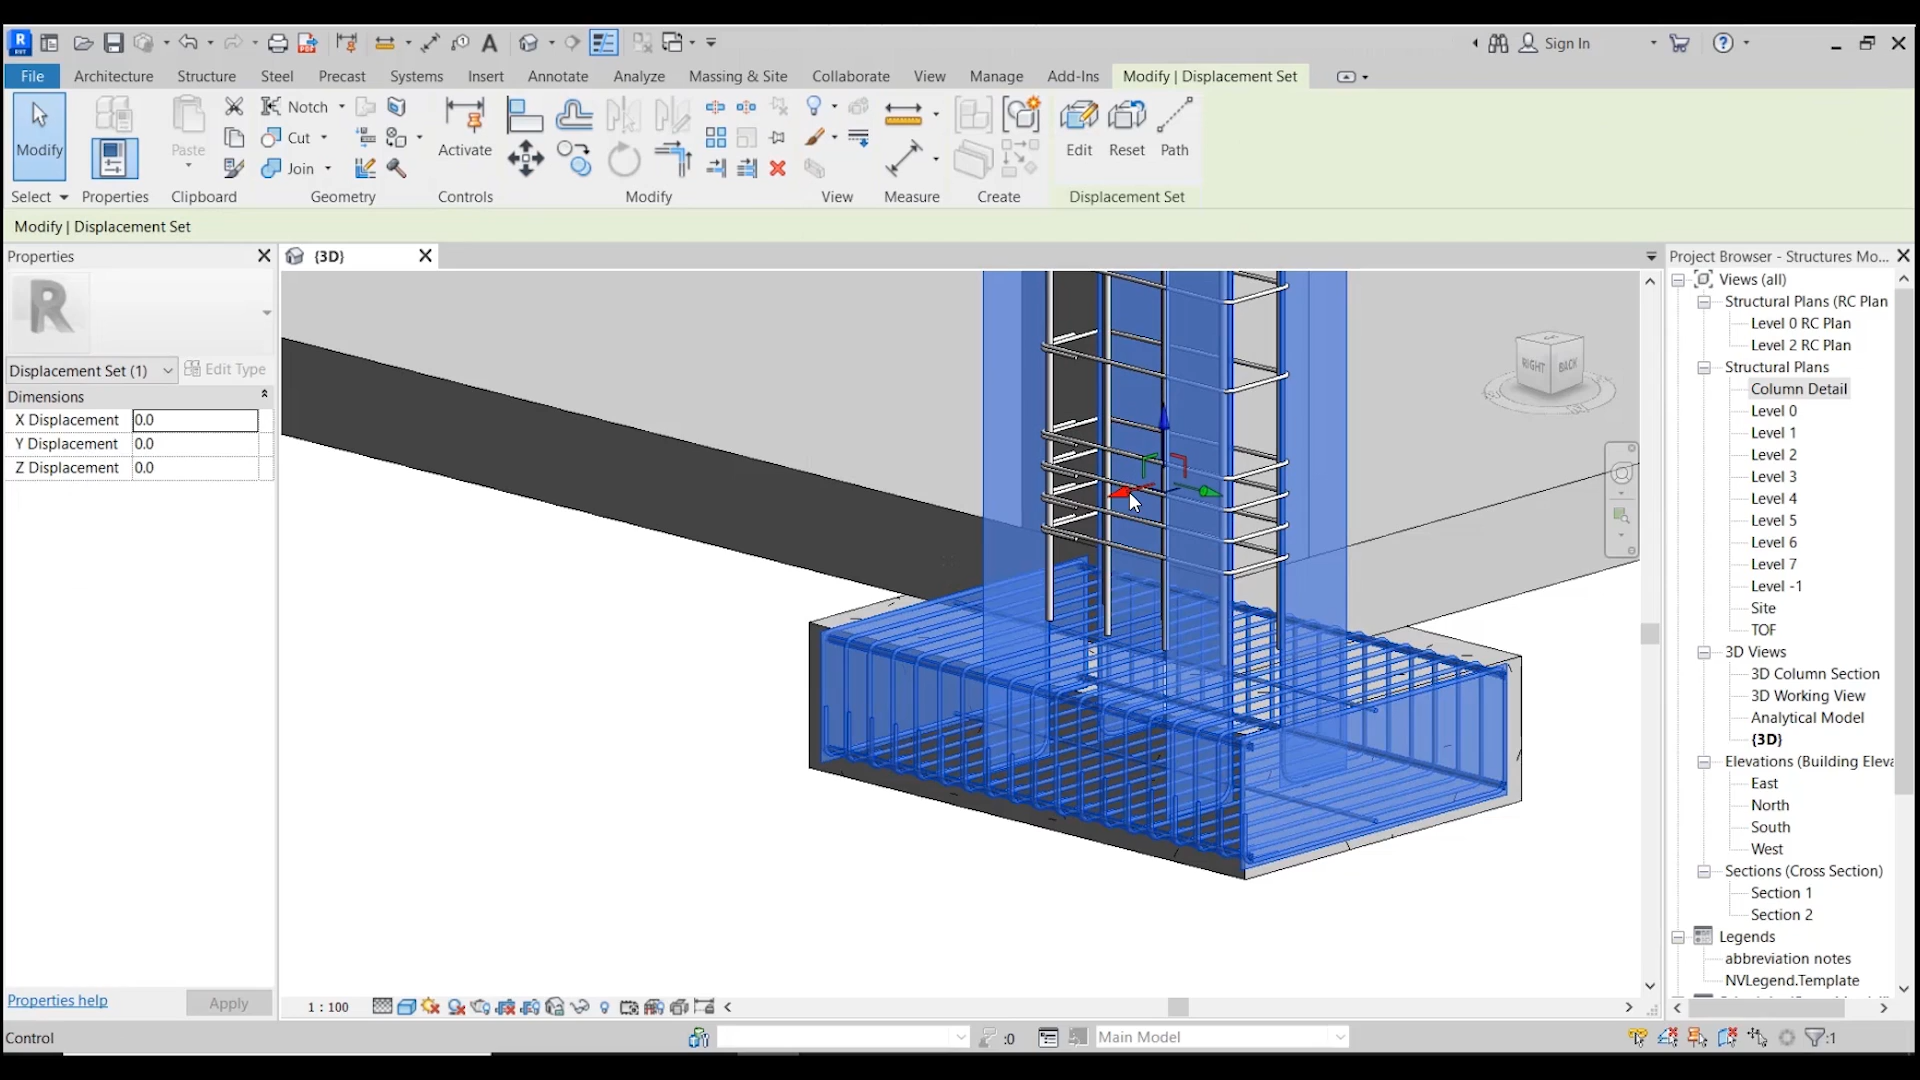 Sign In
File Architecture Structure Steel Precast Systems Insert Annotate Analyze Massing & Site Collaborate View Manage Add-Ins Modify | Displacement Set
Modify
Paste
Notch
Cut
Join
Activate
Edit Reset Path
Select Properties Clipboard Geometry Controls Modify View Measure Create Displacement Set
Modify | Displacement Set
Properties
{3D}
Project Browser - Structures Mo...
R
Displacement Set (1)
Edit Type
Dimensions
X Displacement 0.0
Y Displacement 0.0
Z Displacement 0.0
RIGHT
BACK
Views (all)
Structural Plans (RC Plan
Level 0 RC Plan
Level 2 RC Plan
Structural Plans
Column Detail
Level 0
Level 1
Level 2
Level 3
Level 4
Level 5
Level 6
Level 7
Level -1
Site
TOF
3D Views
3D Column Section
3D Working View
Analytical Model
{3D}
Elevations (Building Eleva
East
North
South
West
Sections (Cross Section)
Section 1
Section 2
Legends
abbreviation notes
NVLegend.Template
Properties help
Apply
1 : 100
Control
:0
Main Model
:1